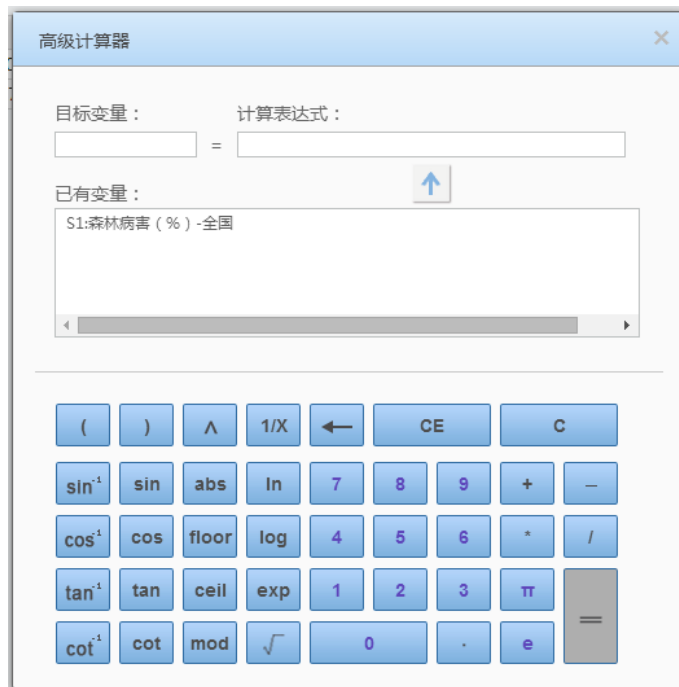 高级计算器 ×
目标变量： 计算表达式：
=
已有变量：
S1:森林病害（%）-全国
( ) ∧ 1/X ← CE C
sin⁻¹ sin abs ln 7 8 9 + −
cos⁻¹ cos floor log 4 5 6 * /
tan⁻¹ tan ceil exp 1 2 3 π =
cot⁻¹ cot mod √ 0 . e